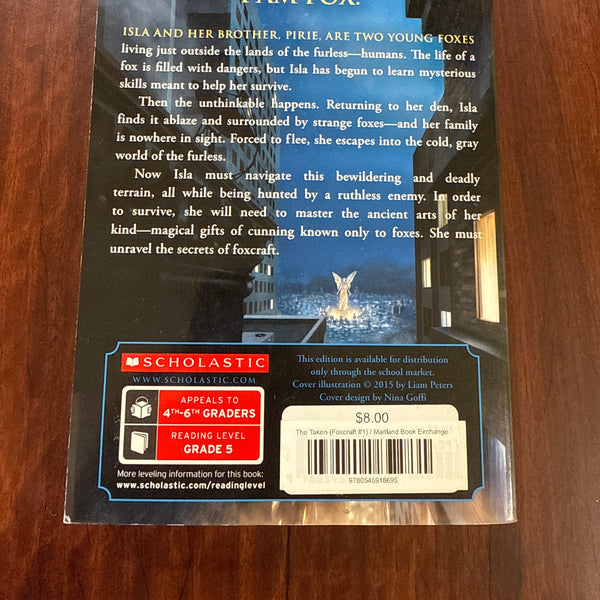 I AM FOX.
ISLA AND HER BROTHER, PIRIE, ARE TWO YOUNG FOXES
living just outside the lands of the furless—humans. The life of a
fox is filled with dangers, but Isla has begun to learn mysterious
skills meant to help her survive.
Then the unthinkable happens. Returning to her den, Isla
finds it ablaze and surrounded by strange foxes—and her family
is nowhere in sight. Forced to flee, she escapes into the cold, gray
world of the furless.
Now Isla must navigate this bewildering and deadly
terrain, all while being hunted by a ruthless enemy. In order
to survive, she will need to master the ancient arts of her
kind—magical gifts of cunning known only to foxes. She must
unravel the secrets of foxcraft.
SCHOLASTIC
WWW.SCHOLASTIC.COM
APPEALS TO
4TH–6TH GRADERS
READING LEVEL
GRADE 5
More leveling information for this book:
www.scholastic.com/readinglevel
This edition is available for distribution
only through the school market.
Cover illustration © 2015 by Liam Peters
Cover design by Nina Goffi
$8.00
The Taken (Foxcraft #1) / Maitland Book Exchange
9780545918695